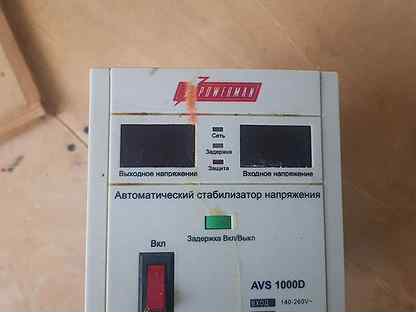 POWERMAN
Сеть
Задержка
Защита
Выходное напряжение
Входное напряжение
Автоматический стабилизатор напряжения
Задержка Вкл/Выкл
Вкл
AVS 1000D
ВХОД 140-260V~